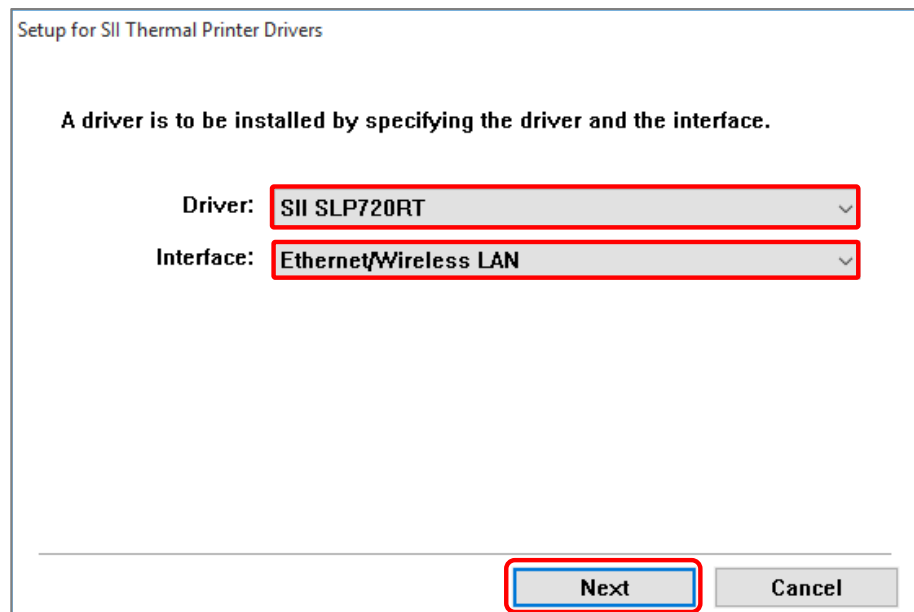 Setup for SII Thermal Printer Drivers
A driver is to be installed by specifying the driver and the interface.
Driver: SII SLP720RT
Interface: Ethernet/Wireless LAN
Next Cancel